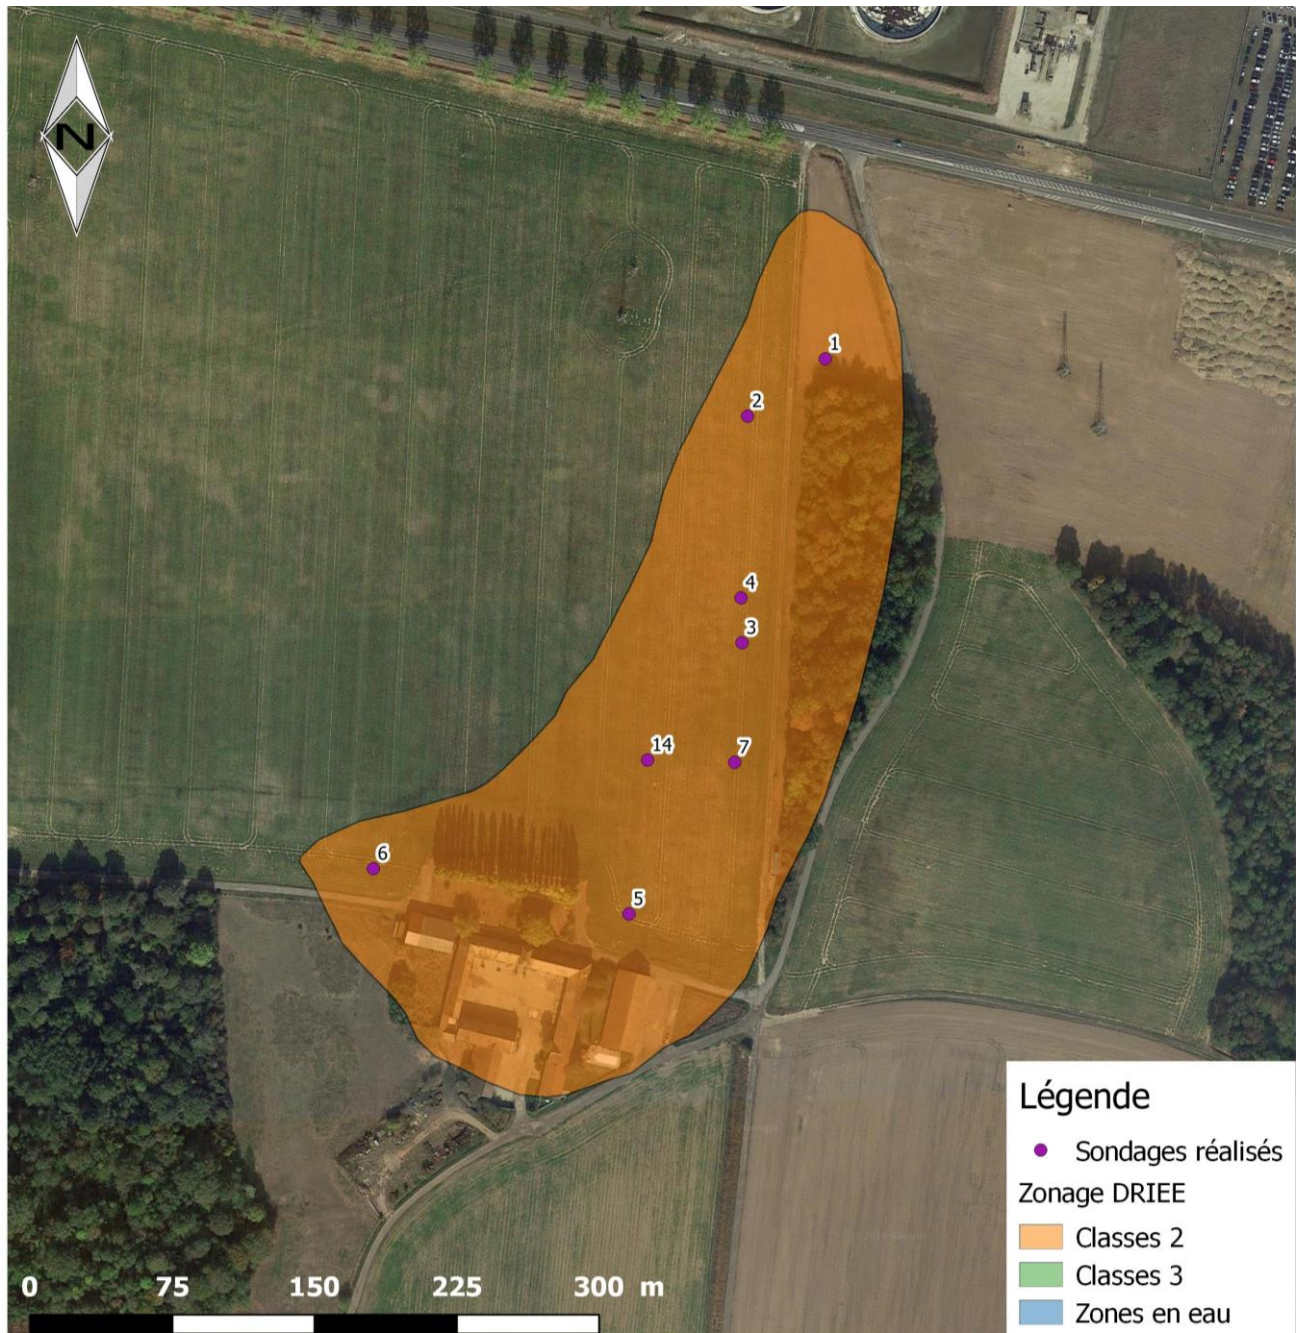 N
1
2
4
3
14
7
6
5
Légende
Sondages réalisés
Zonage DRIEE
Classes 2
Classes 3
Zones en eau
0 75 150 225 300 m